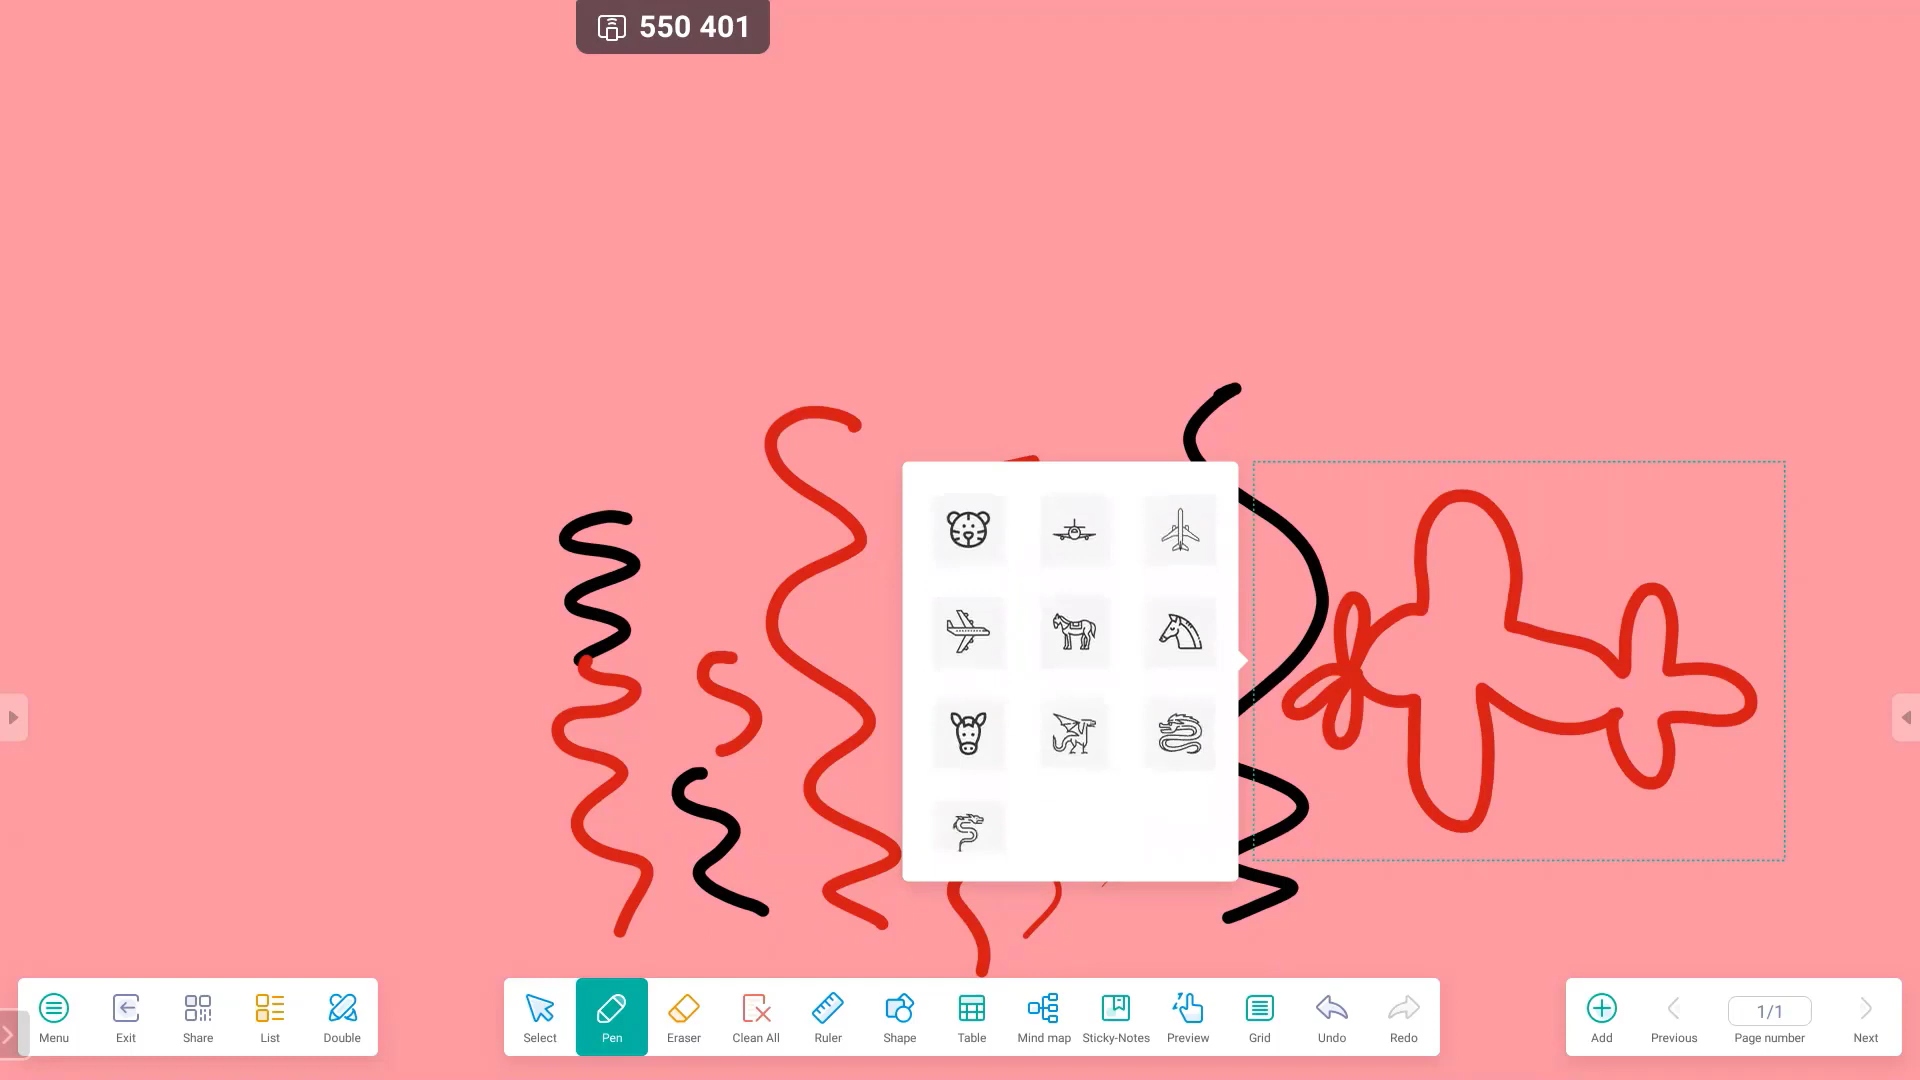 550 401
Menu
Exit
Share
List
Double
Select
Pen
Eraser
Clean All
Ruler
Shape
Table
Mind map
Sticky-Notes
Preview
Grid
Undo
Redo
Add
Previous
1/1
Page number
Next